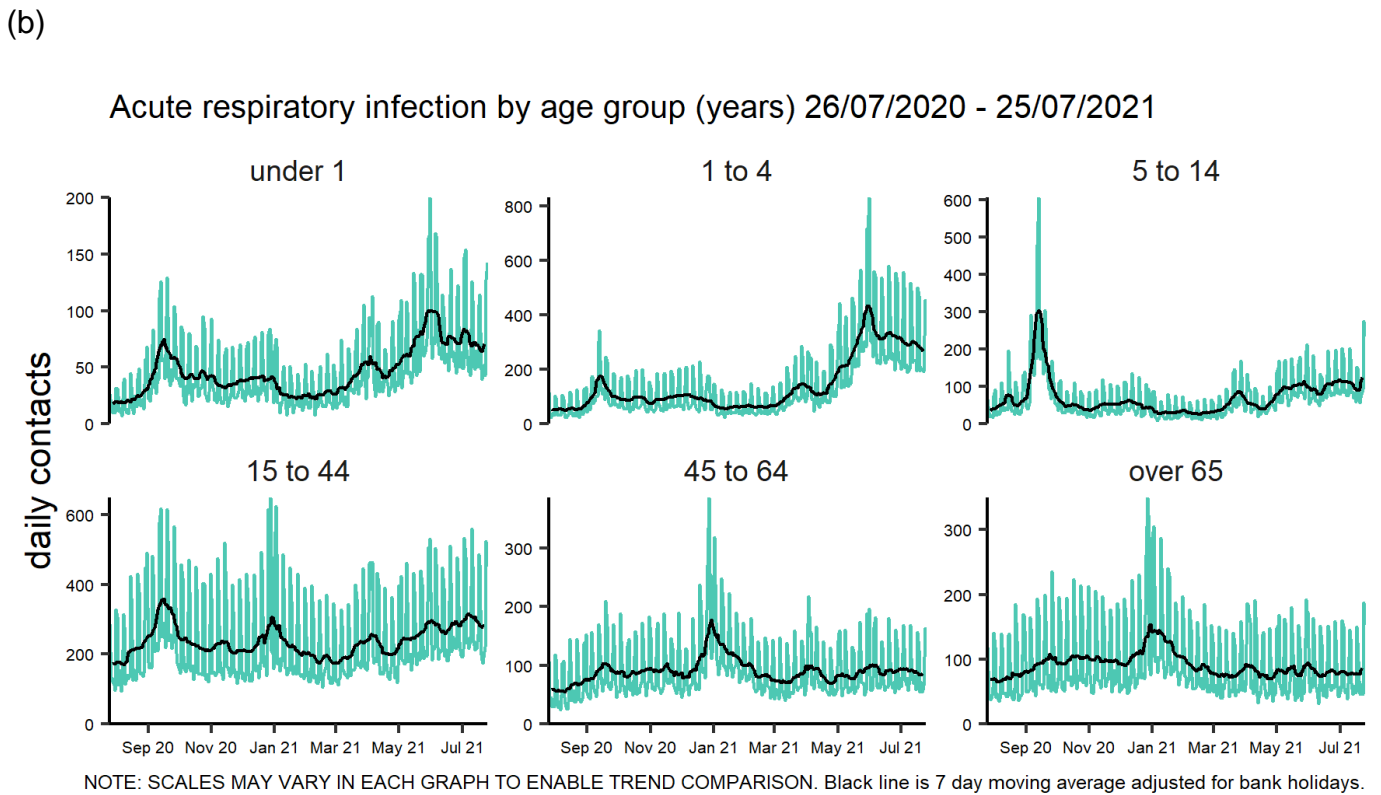 (b)
Acute respiratory infection by age group (years) 26/07/2020 - 25/07/2021
under 1
1 to 4
5 to 14
200
150
100
50
0
800
600
400
200
0
600
500
400
300
200
100
0
daily contacts
15 to 44
45 to 64
over 65
600
400
200
0
300
200
100
0
300
200
100
0
Sep 20 Nov 20 Jan 21 Mar 21 May 21 Jul 21
Sep 20 Nov 20 Jan 21 Mar 21 May 21 Jul 21
Sep 20 Nov 20 Jan 21 Mar 21 May 21 Jul 21
NOTE: SCALES MAY VARY IN EACH GRAPH TO ENABLE TREND COMPARISON. Black line is 7 day moving average adjusted for bank holidays.